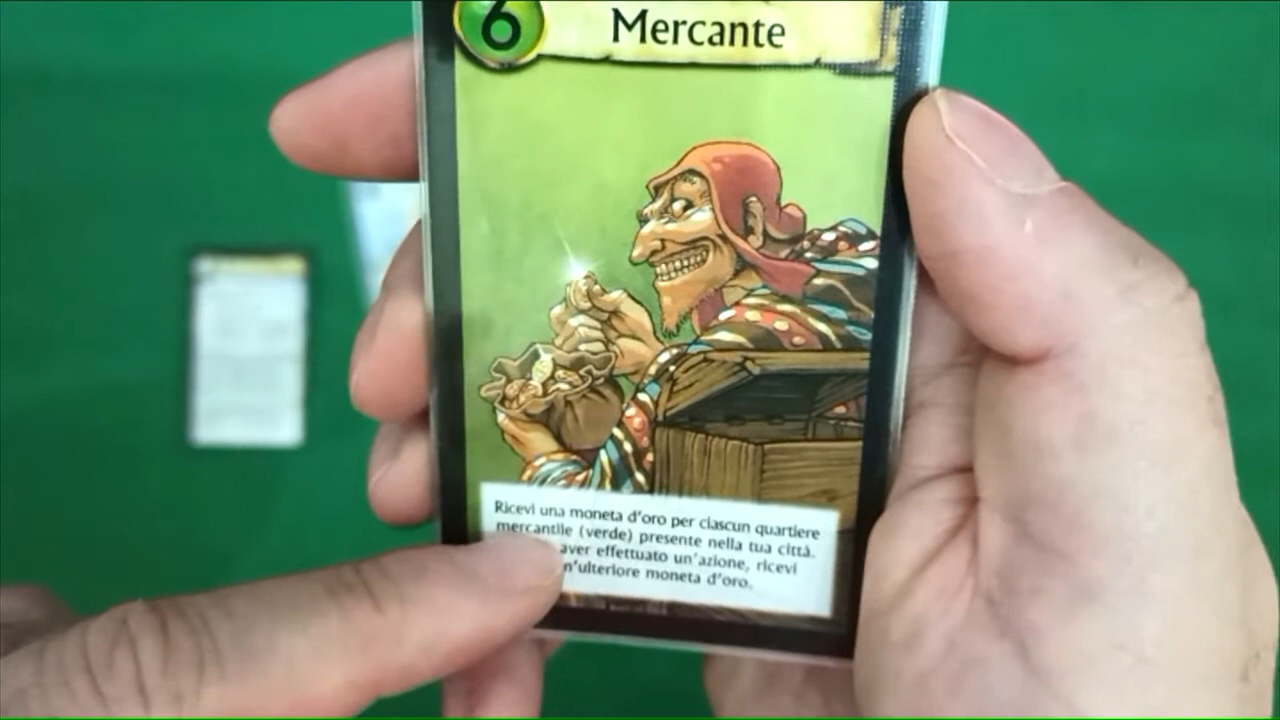 6
Mercante
Ricevi una moneta d'oro per ciascun quartiere
mercantile (verde) presente nella tua città.
aver effettuato un'azione, ricevi
n'ulteriore moneta d'oro.